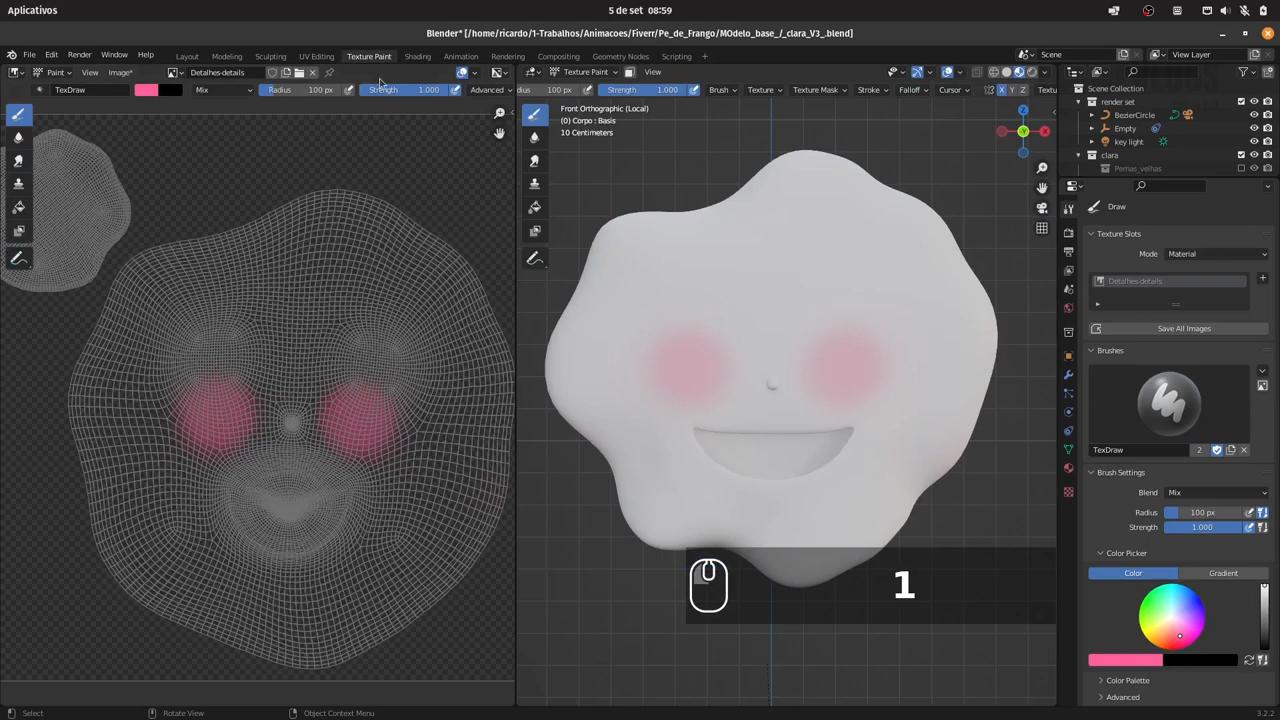 Aplicativos
5 de set 08:59
Blender* [/home/ricardo/1-Trabalhos/Animacoes/Fiverr/Pe_de_Frango/MOdelo_base_/_clara_V3_.blend]
File Edit Render Window Help Layout Modeling Sculpting UV Editing Texture Paint Shading Animation Rendering Compositing Geometry Nodes Scripting Scene View Layer
Paint View Image* Detalhes-details Texture Paint View X Y Z
TexDraw Mix Radius 100 px Strength 1.000 Advanced dius 100 px Strength 1.000 Brush Texture Texture Mask Stroke Falloff Cursor X Y Z Textu
Front Orthographic (Local)
(0) Corpo : Basis
10 Centimeters
Z
Y
X
Scene Collection
render set
BezierCircle
Empty
key light
clara
Pernas_velhas
Draw
Texture Slots
Mode Material
Detalhes details
Save All Images
Brushes
TexDraw 2
Brush Settings
Blend Mix
Radius 100 px
Strength 1.000
Color Picker
Color Gradient
Color Palette
Advanced
1
Select Rotate View Object Context Menu 3.2.2